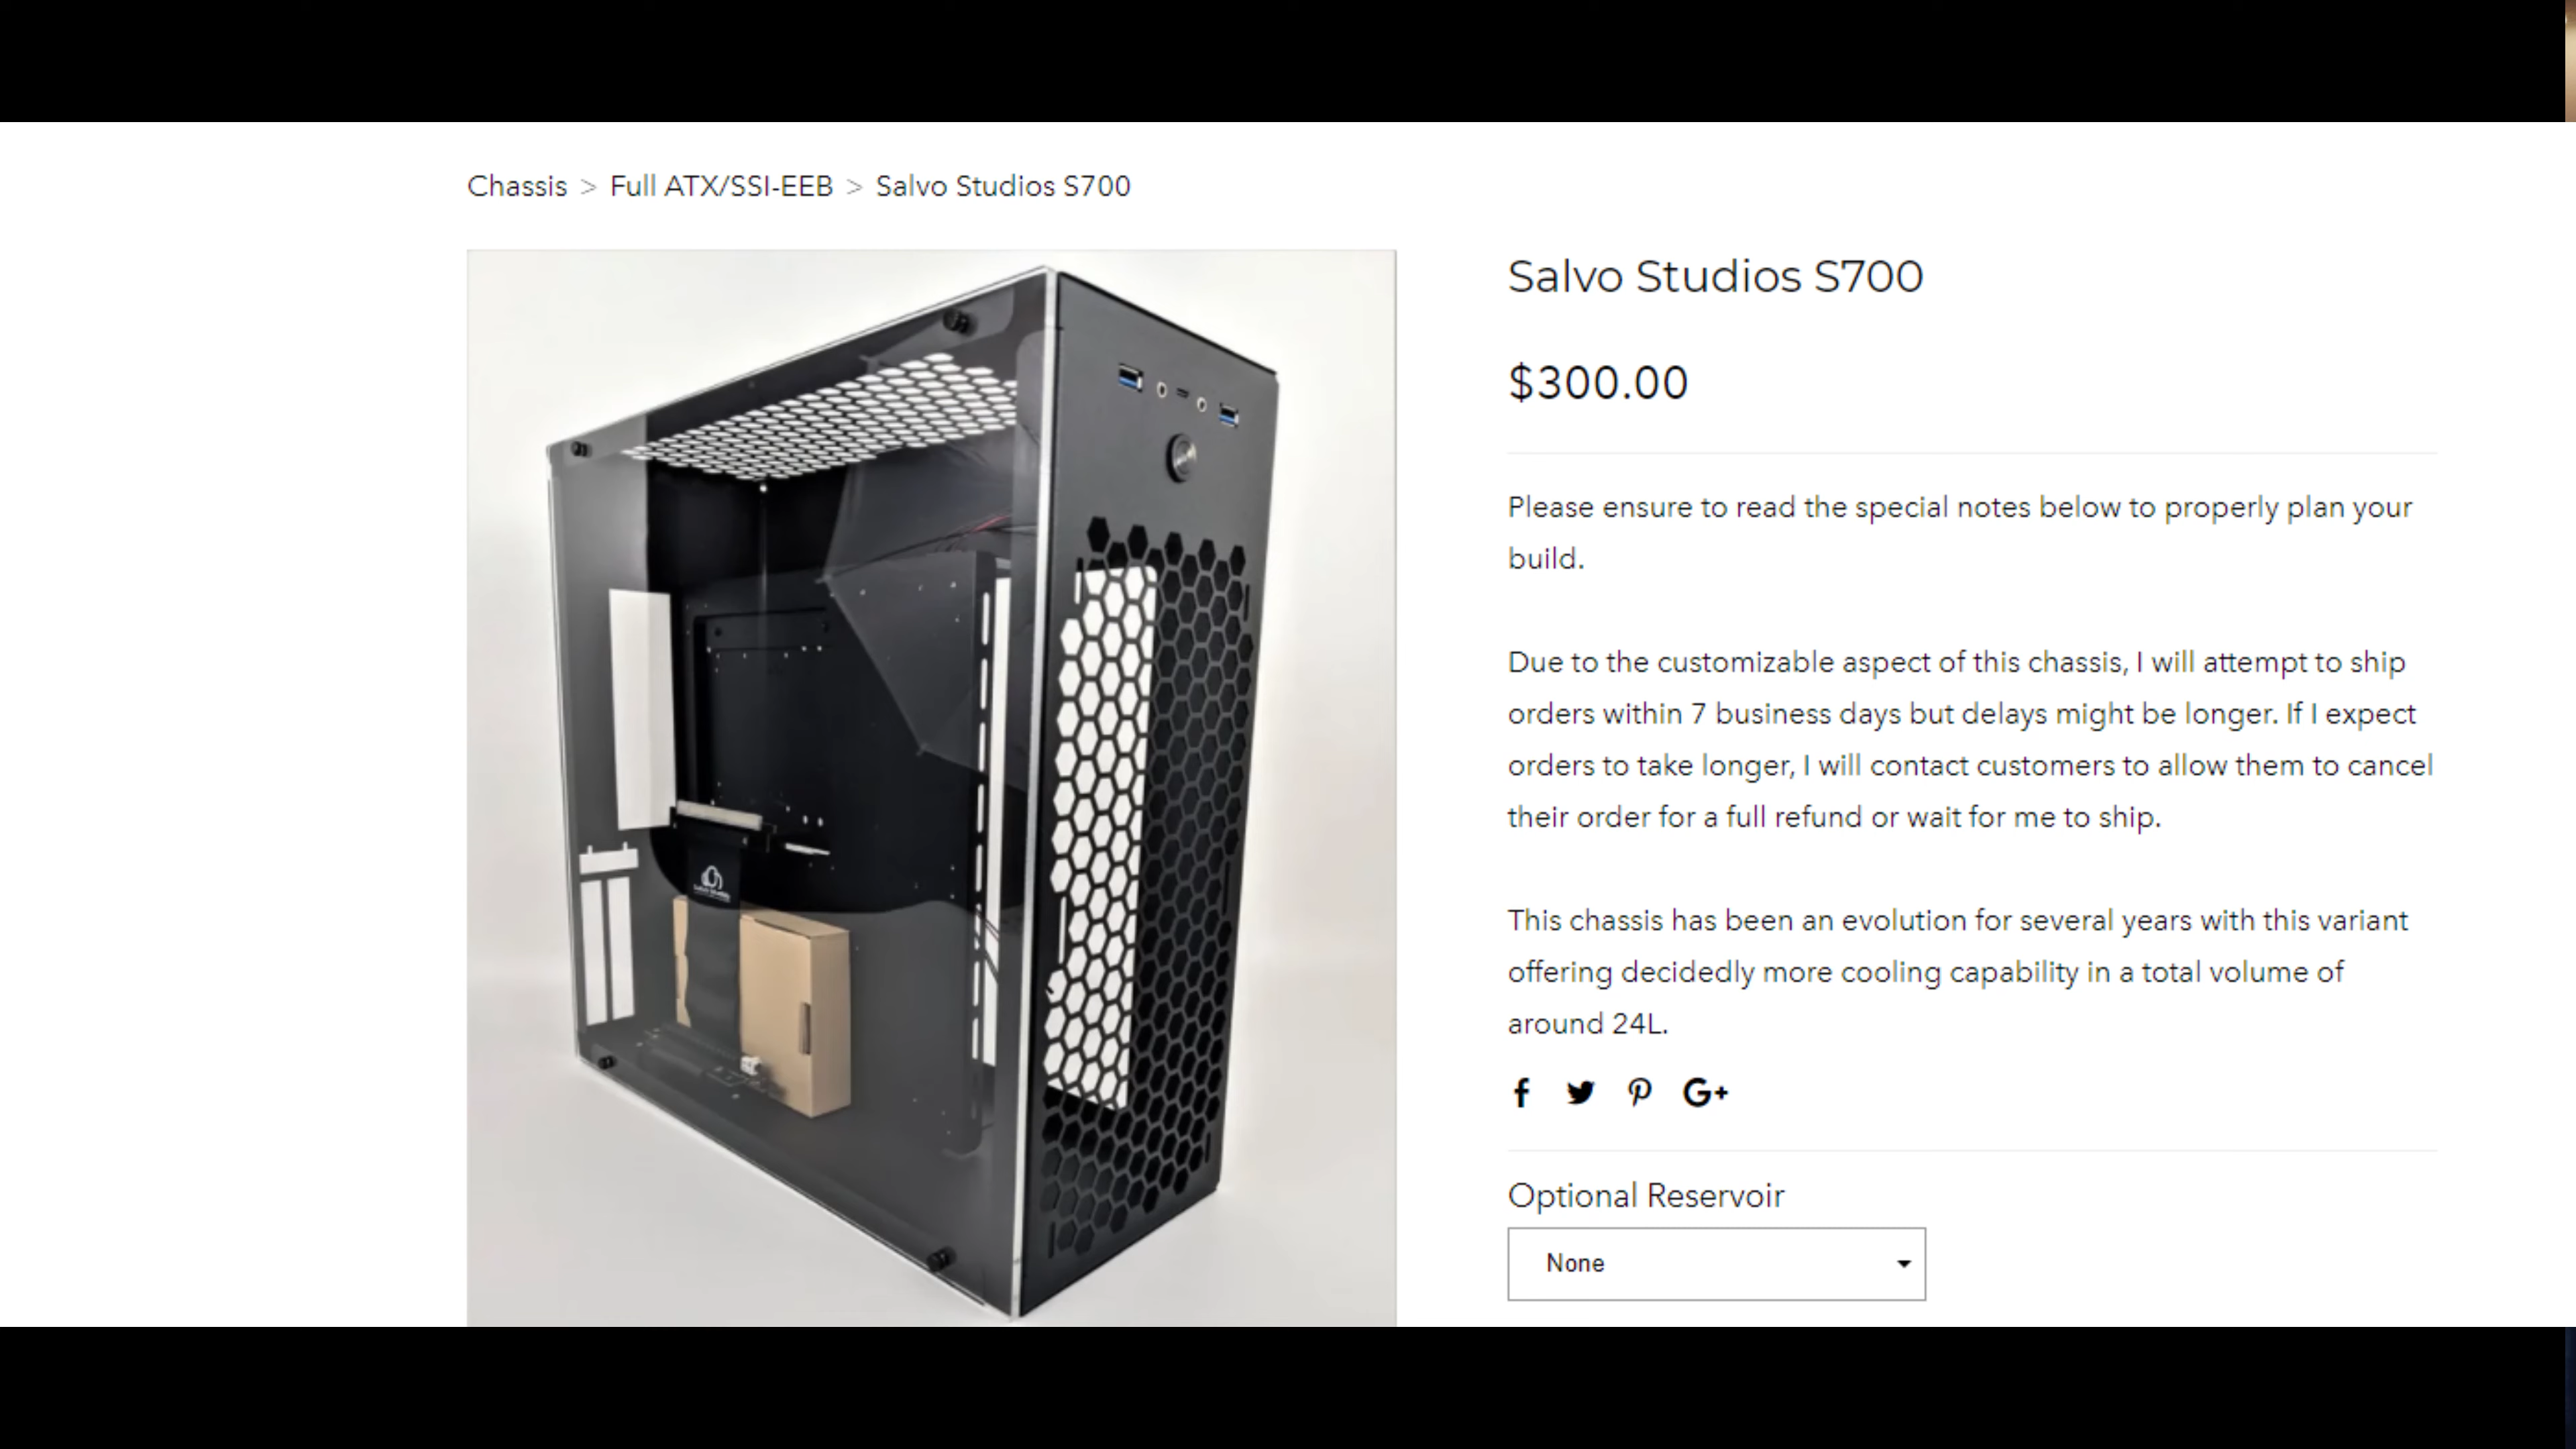 Chassis > Full ATX/SSI-EEB > Salvo Studios S700
Salvo Studios S700
$300.00
Please ensure to read the special notes below to properly plan your
build.
Due to the customizable aspect of this chassis, I will attempt to ship
orders within 7 business days but delays might be longer. If I expect
orders to take longer, I will contact customers to allow them to cancel
their order for a full refund or wait for me to ship.
This chassis has been an evolution for several years with this variant
offering decidedly more cooling capability in a total volume of
around 24L.
G+
Optional Reservoir
None